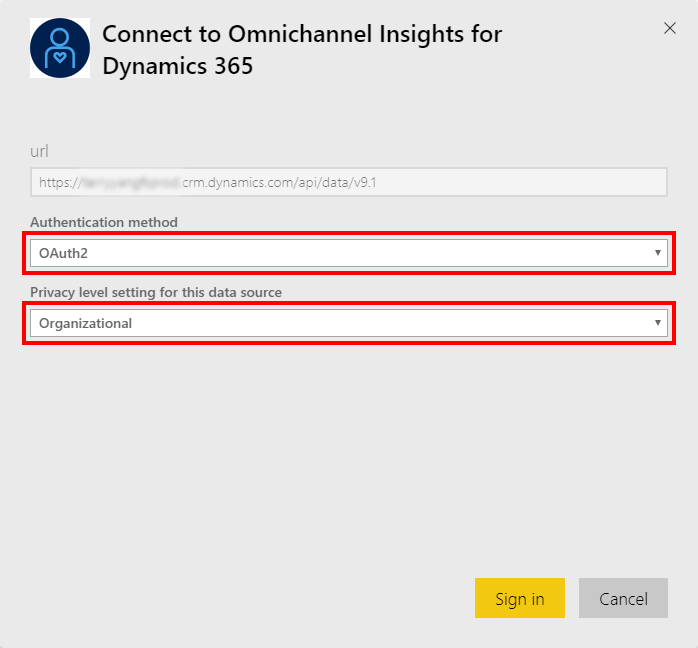 Connect to Omnichannel Insights for
Dynamics 365
url
https:// .crm.dynamics.com/api/data/v9.1
Authentication method
OAuth2
Privacy level setting for this data source
Organizational
Sign in
Cancel